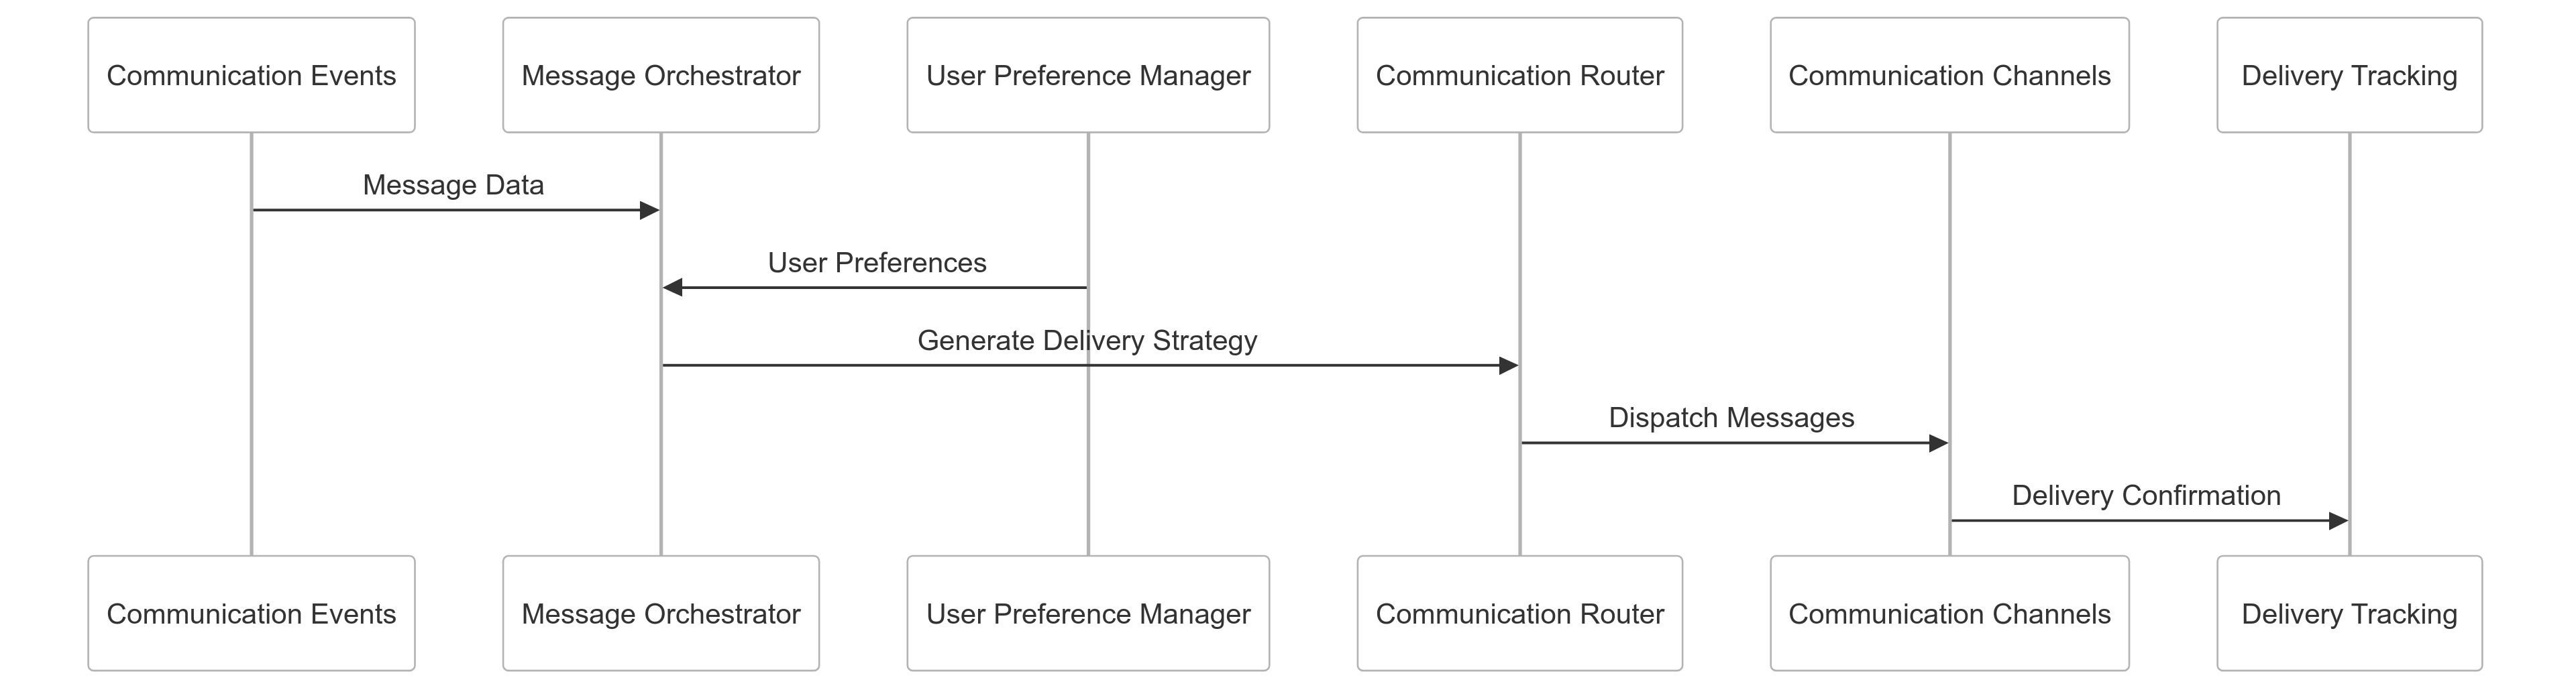 Communication Events
Message Orchestrator
User Preference Manager
Communication Router
Communication Channels
Delivery Tracking
Message Data
User Preferences
Generate Delivery Strategy
Dispatch Messages
Delivery Confirmation
Communication Events
Message Orchestrator
User Preference Manager
Communication Router
Communication Channels
Delivery Tracking